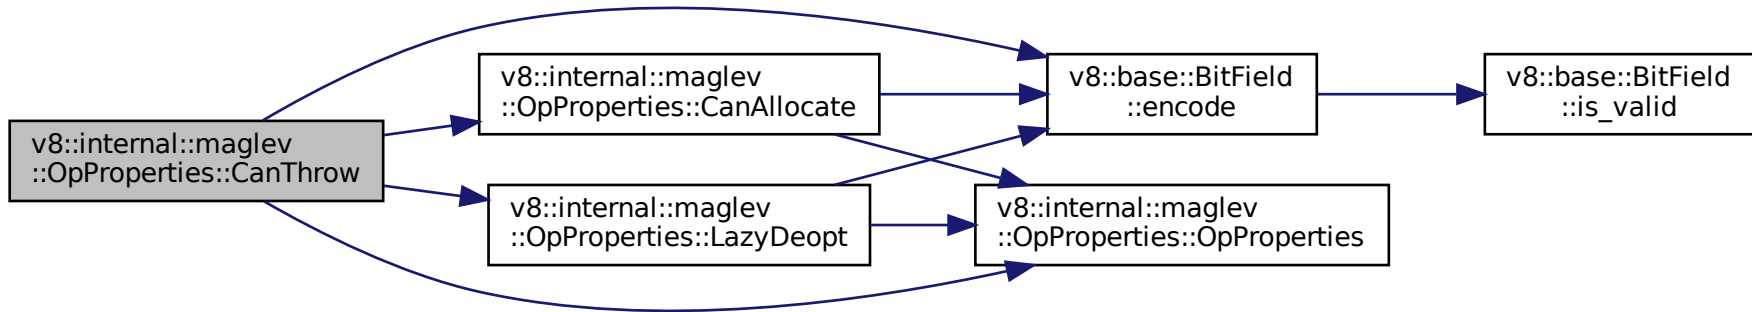 v8::internal::maglev
::OpProperties::CanThrow
v8::internal::maglev
::OpProperties::CanAllocate
v8::internal::maglev
::OpProperties::LazyDeopt
v8::base::BitField
::encode
v8::internal::maglev
::OpProperties::OpProperties
v8::base::BitField
::is_valid